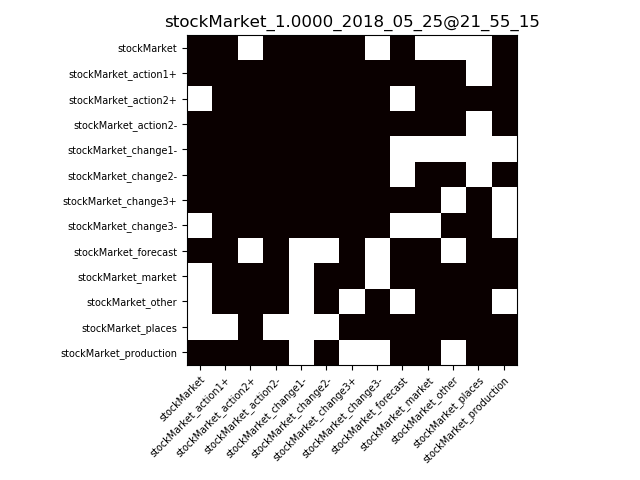 stockMarket_1.0000_2018_05_25@21_55_15
stockMarket
stockMarket_action1+
stockMarket_action2+
stockMarket_action2-
stockMarket_change1-
stockMarket_change2-
stockMarket_change3+
stockMarket_change3-
stockMarket_forecast
stockMarket_market
stockMarket_other
stockMarket_places
stockMarket_production
stockMarket
stockMarket_action1+
stockMarket_action2+
stockMarket_action2-
stockMarket_change1-
stockMarket_change2-
stockMarket_change3+
stockMarket_change3-
stockMarket_forecast
stockMarket_market
stockMarket_other
stockMarket_places
stockMarket_production